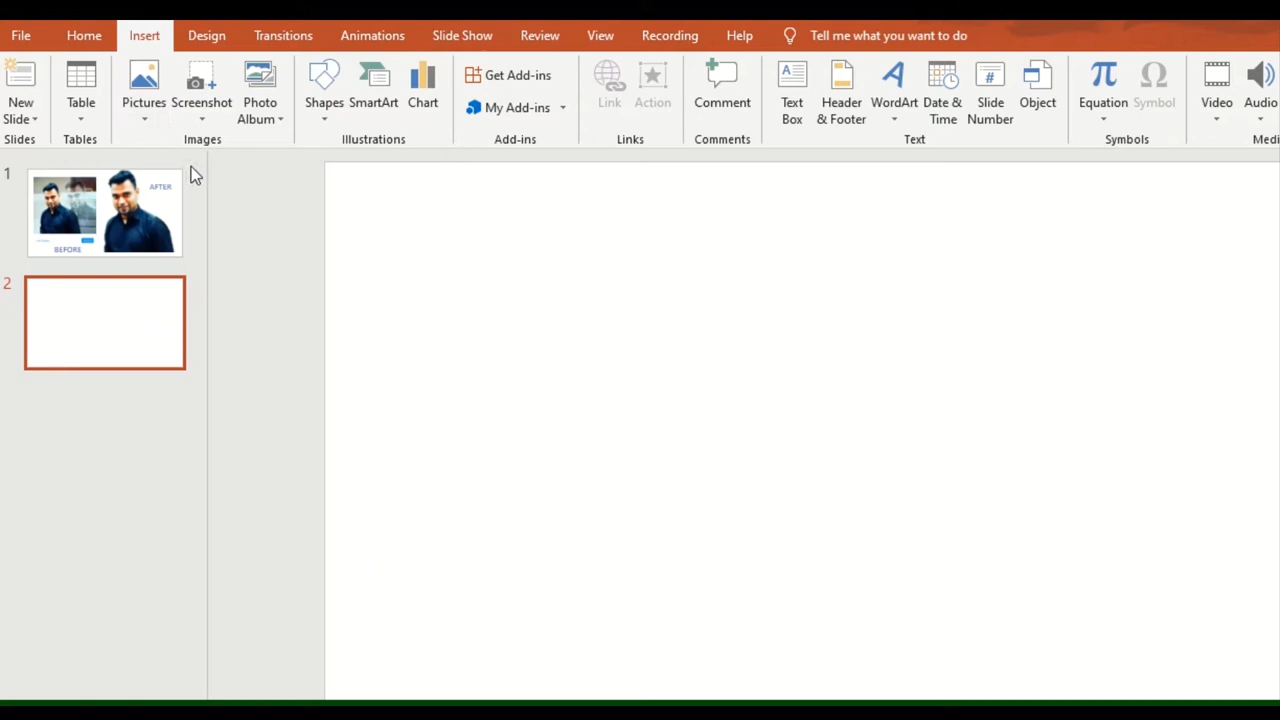 File Home Insert Design Transitions Animations Slide Show Review View Recording Help Tell me what you want to do
New Slide Table Pictures Screenshot Photo Album Shapes SmartArt Chart Get Add-ins My Add-ins Link Action Comment Text Box Header & Footer WordArt Date & Time Slide Number Object Equation Symbol Video Audio
Slides Tables Images Illustrations Add-ins Links Comments Text Symbols Medi
1
AFTER
BEFORE
2